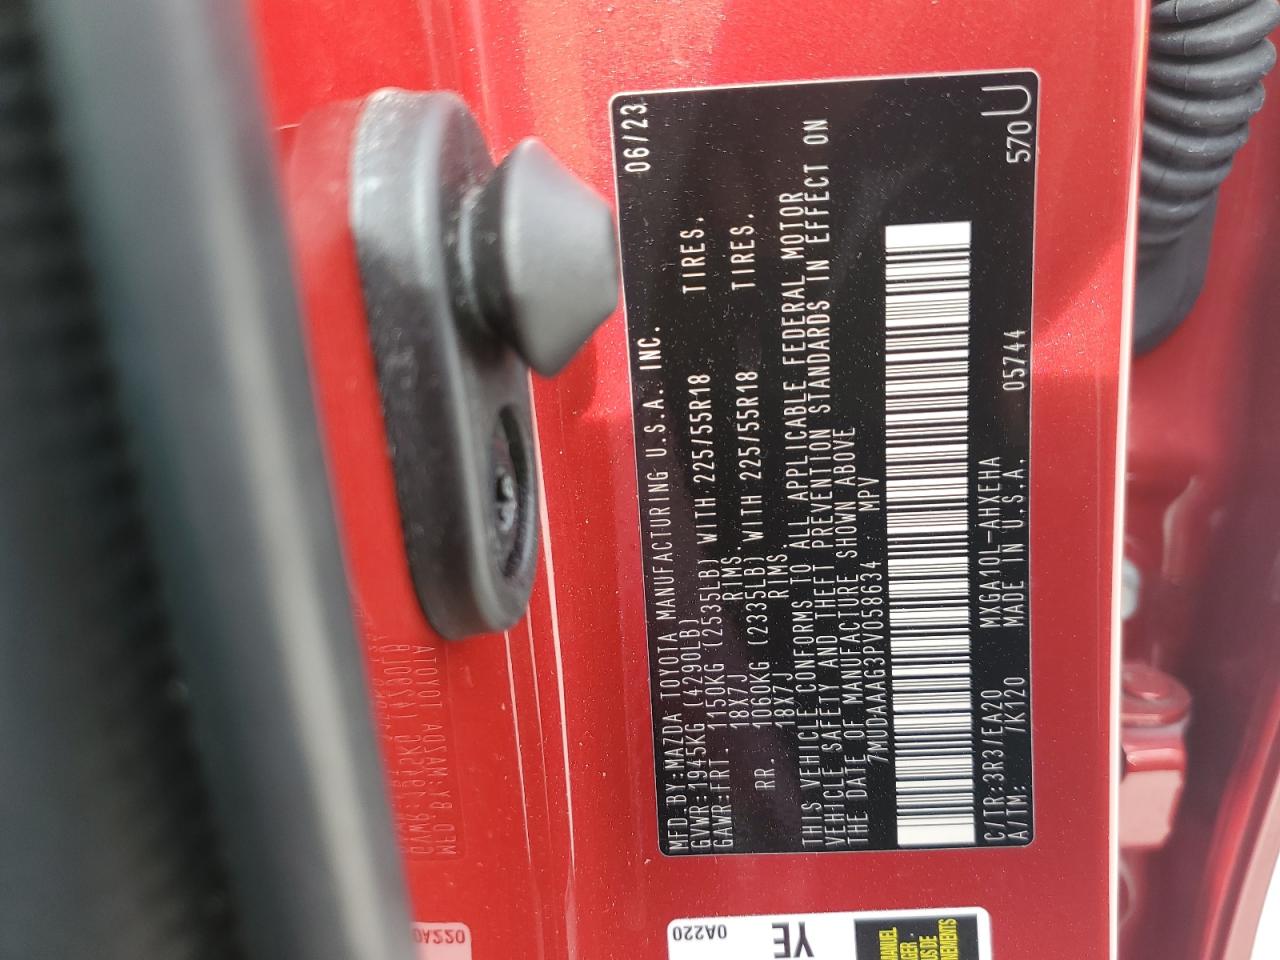 MFD.BY:MAZDA TOYOTA MANUFACTURING U.S.A. INC. 06/23
GVWR:1945KG (4290LB)
GAWR:FRT. 1150KG (2535LB) WITH 225/55R18 TIRES.
18X7J RIMS.
RR. 1060KG (2335LB) WITH 225/55R18 TIRES.
18X7J RIMS
THIS VEHICLE CONFORMS TO ALL APPLICABLE FEDERAL MOTOR
VEHICLE SAFETY AND THEFT PREVENTION STANDARDS IN EFFECT ON
THE DATE OF MANUFACTURE SHOWN ABOVE
7MUDAAAG3PV058634 MPV
C/TR:3R3/EA20 MXGA10L-AHXEHA 05744 570U
A/TM: /K120 MADE IN U.S.A.
0A220
YE